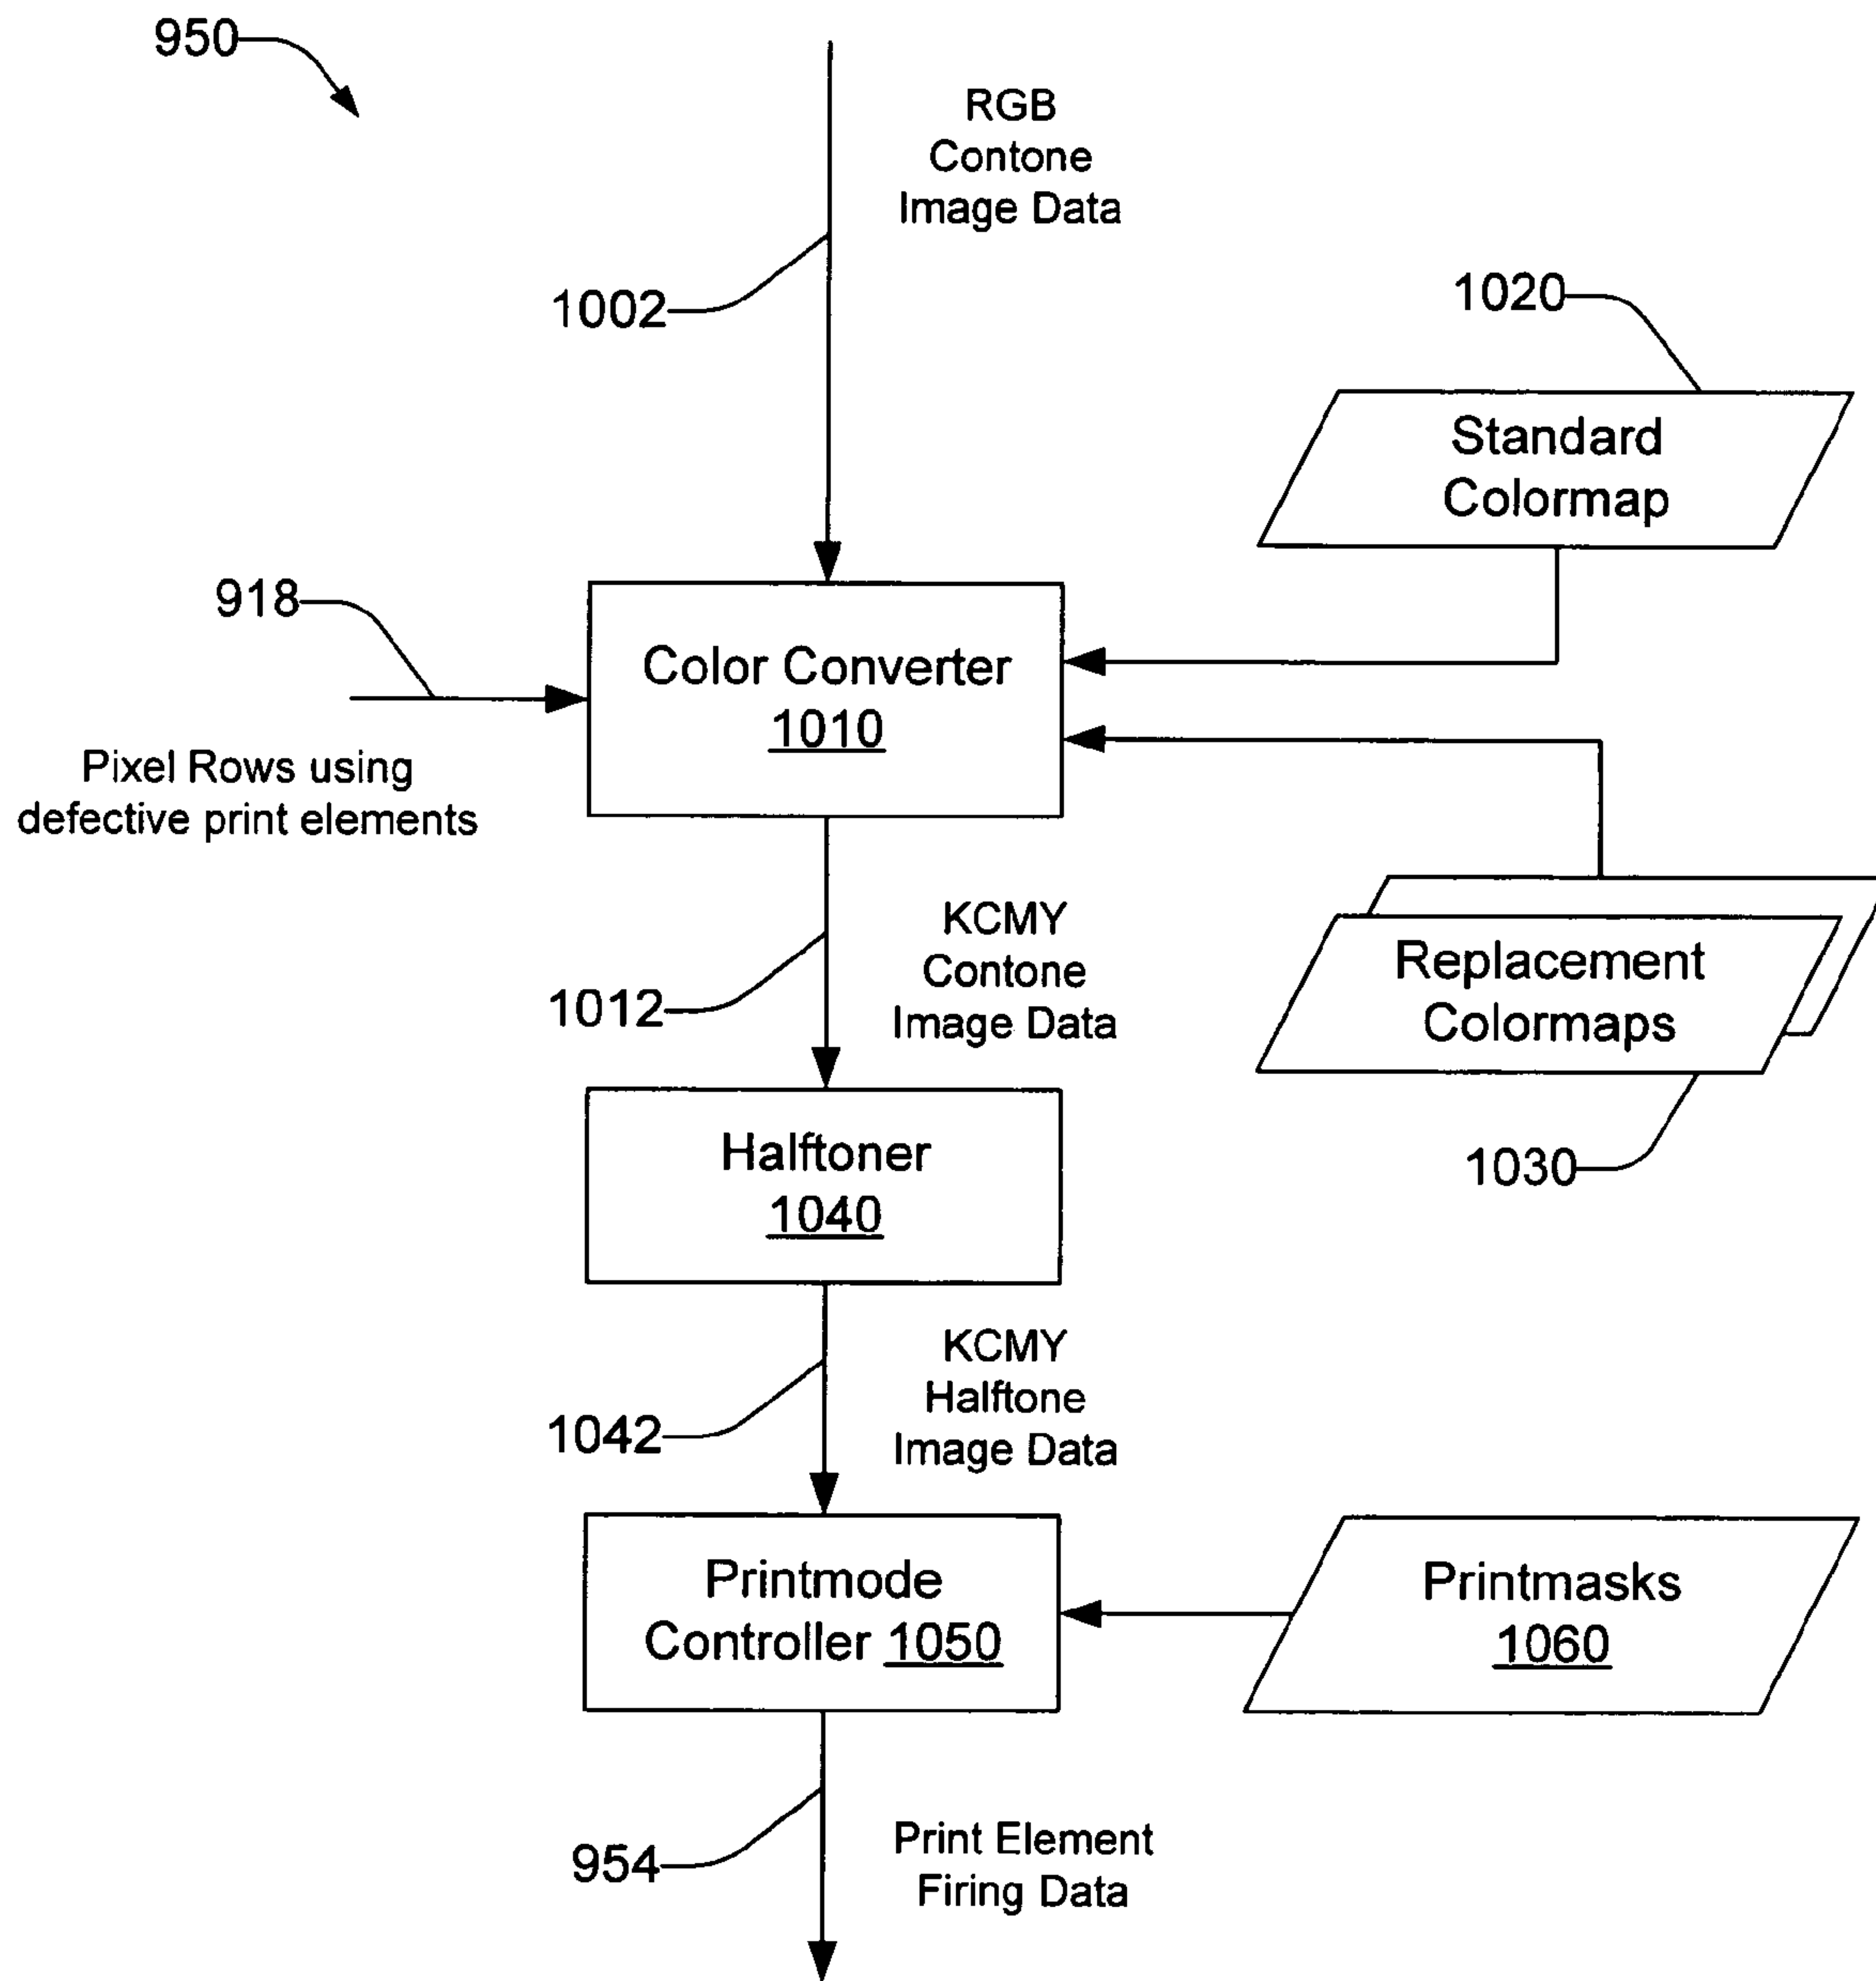 950
RGB
Contone
Image Data
1002
1020
Standard
Colormap
918
Color Converter
1010
Pixel Rows using
defective print elements
KCMY
Contone
Image Data
1012
Replacement
Colormaps
1030
Halftoner
1040
KCMY
Halftone
Image Data
1042
Printmode
Controller 1050
Printmasks
1060
954
Print Element
Firing Data